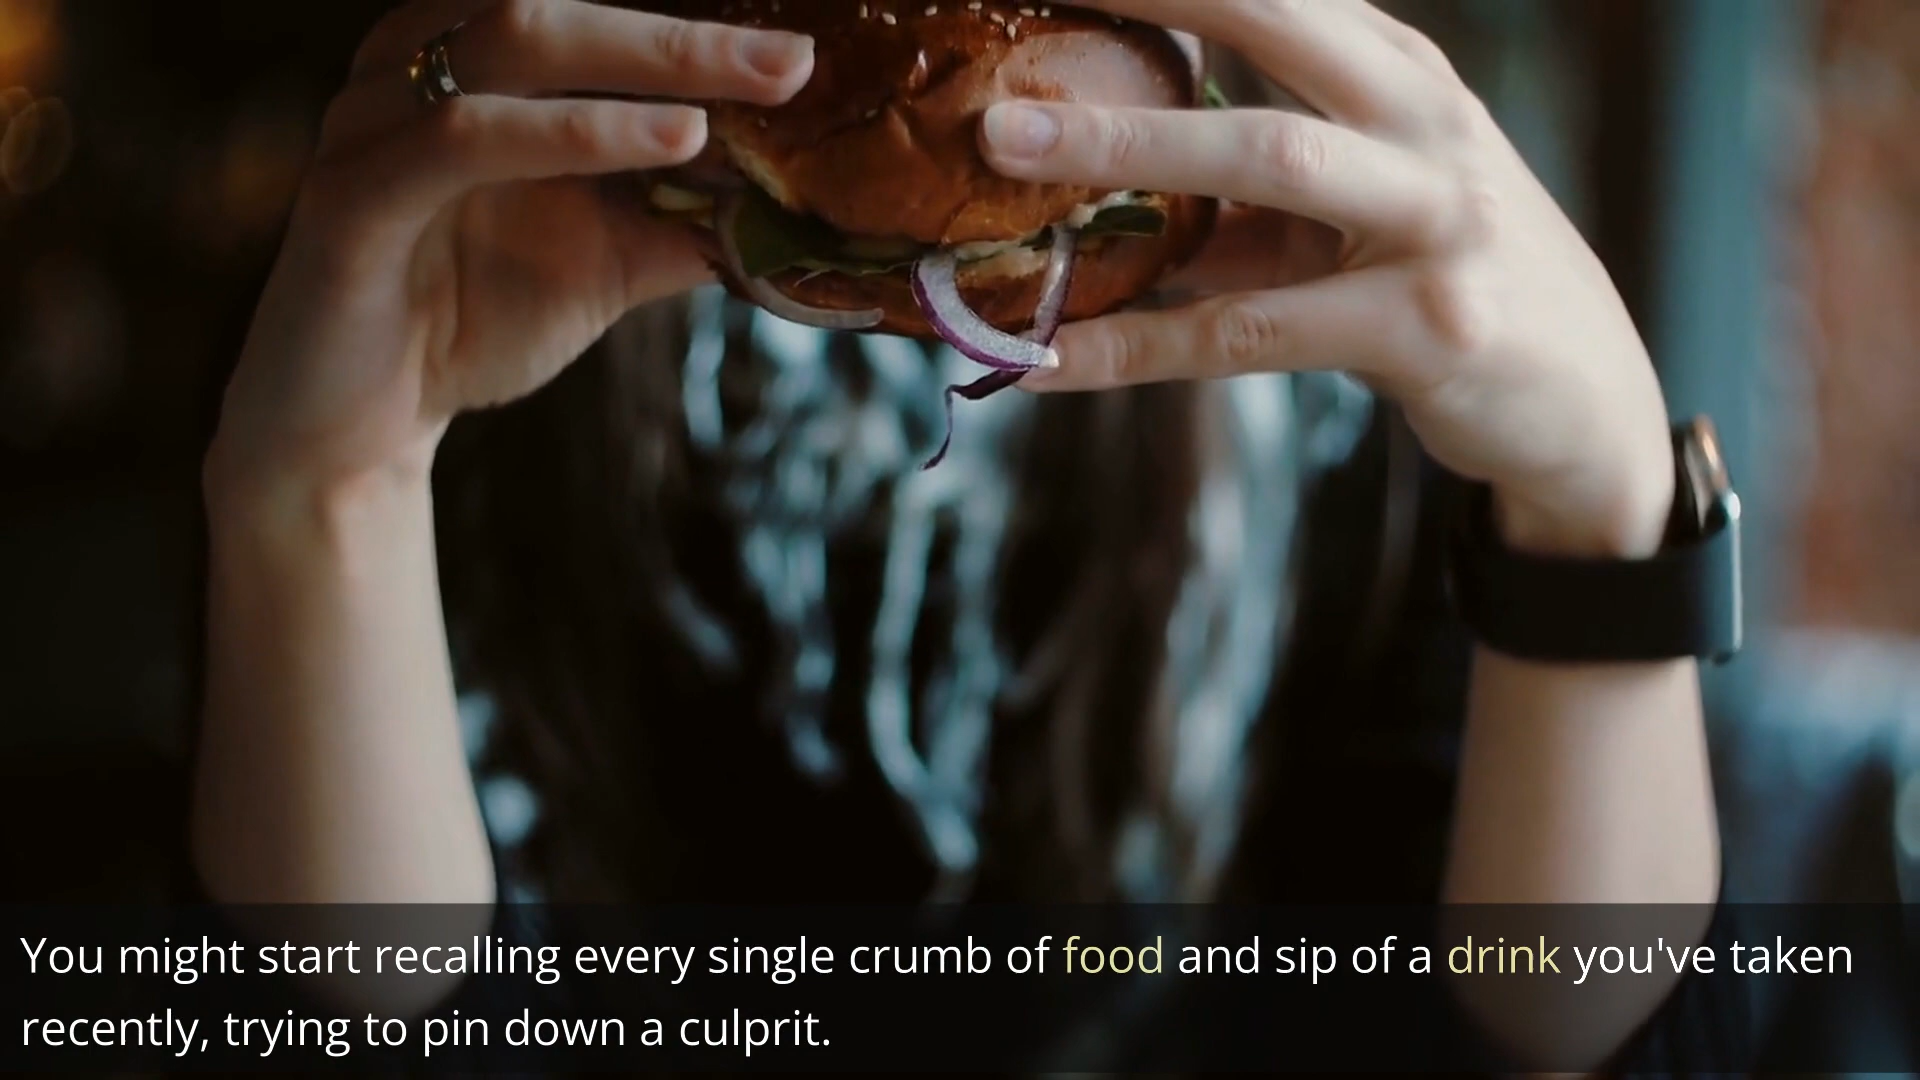 You might start recalling every single crumb of food and sip of a drink you've taken
recently, trying to pin down a culprit.